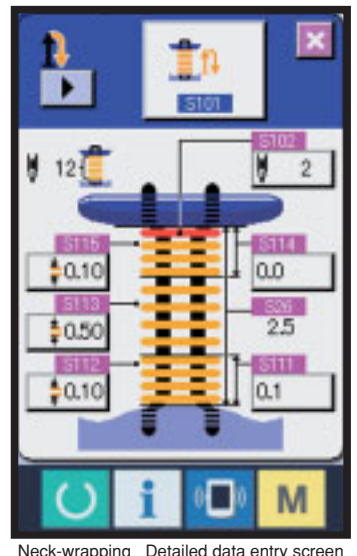 S101
S102
12
2
S115
S114
0.10
0.0
S113
S26
0.50
2.5
S112
S111
0.10
0.1
i
M
Neck-wrapping Detailed data entry screen